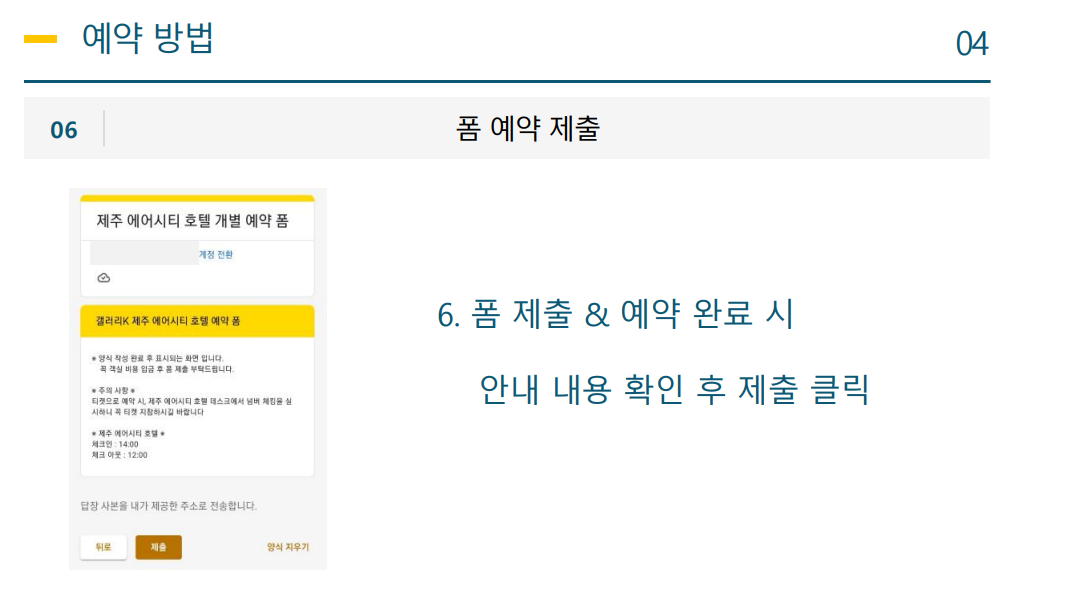 예약 방법
04
06
폼 예약 제출
제주 에어시티 호텔 개별 예약 폼
계정 전환
갤러리K 제주 에어시티 호텔 예약 폼
* 양식 작성 완료 후 표시되는 화면 입니다.
꼭 객실 비용 입금 후 폼 제출 부탁드립니다.
* 주의 사항 *
티켓으로 예약 시, 제주 에어시티 호텔 데스크에서 넘버 체킹을 실
시하니 꼭 티켓 지참하시길 바랍니다
* 제주 에어시티 호텔 *
체크인 : 14:00
체크 아웃 : 12:00
답장 사본을 내가 제공한 주소로 전송합니다.
뒤로
제출
양식 지우기
6. 폼 제출 & 예약 완료 시
안내 내용 확인 후 제출 클릭